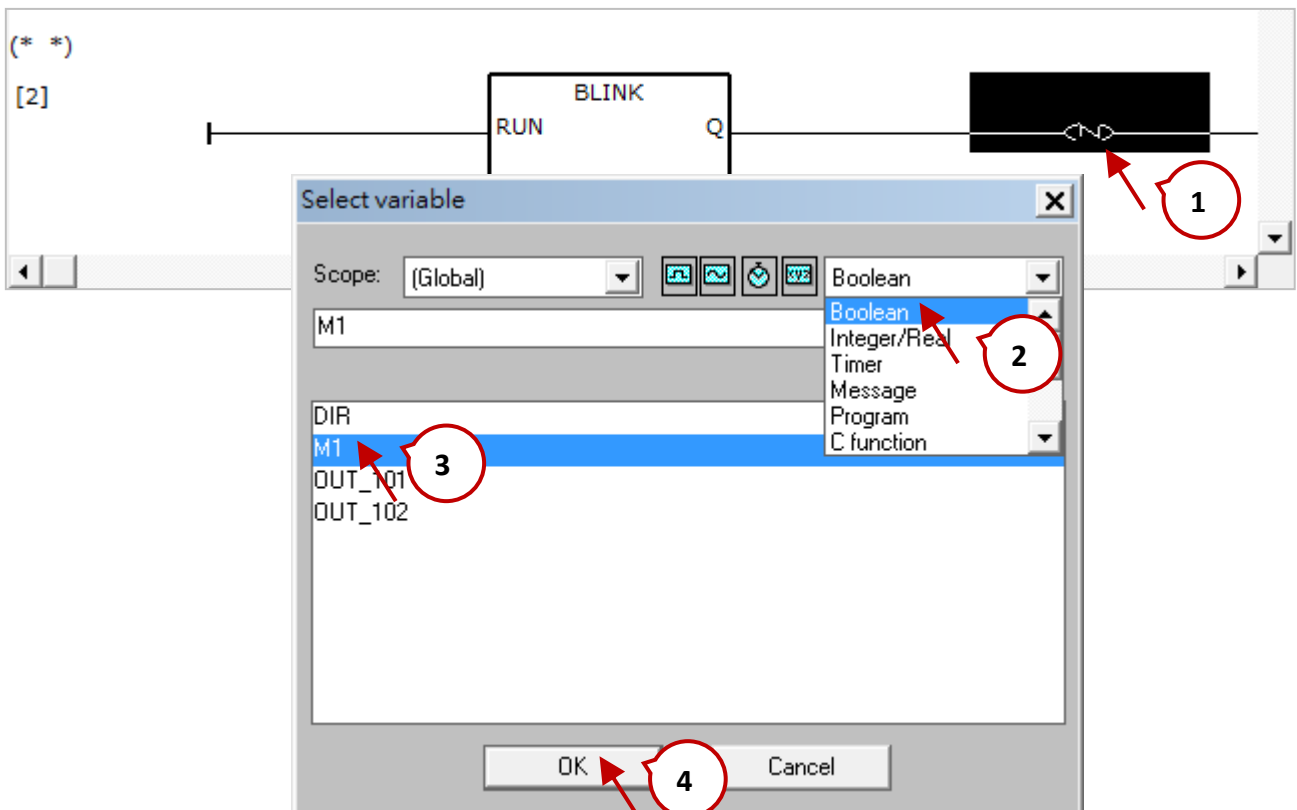 (* *)
[2]
BLINK
RUN Q
N
1
Select variable
Scope: (Global) xyz Boolean
Boolean
M1
Integer/Real
2
Timer
Message
Program
C function
DIR
M1
3
OUT_101
OUT_102
OK Cancel
4